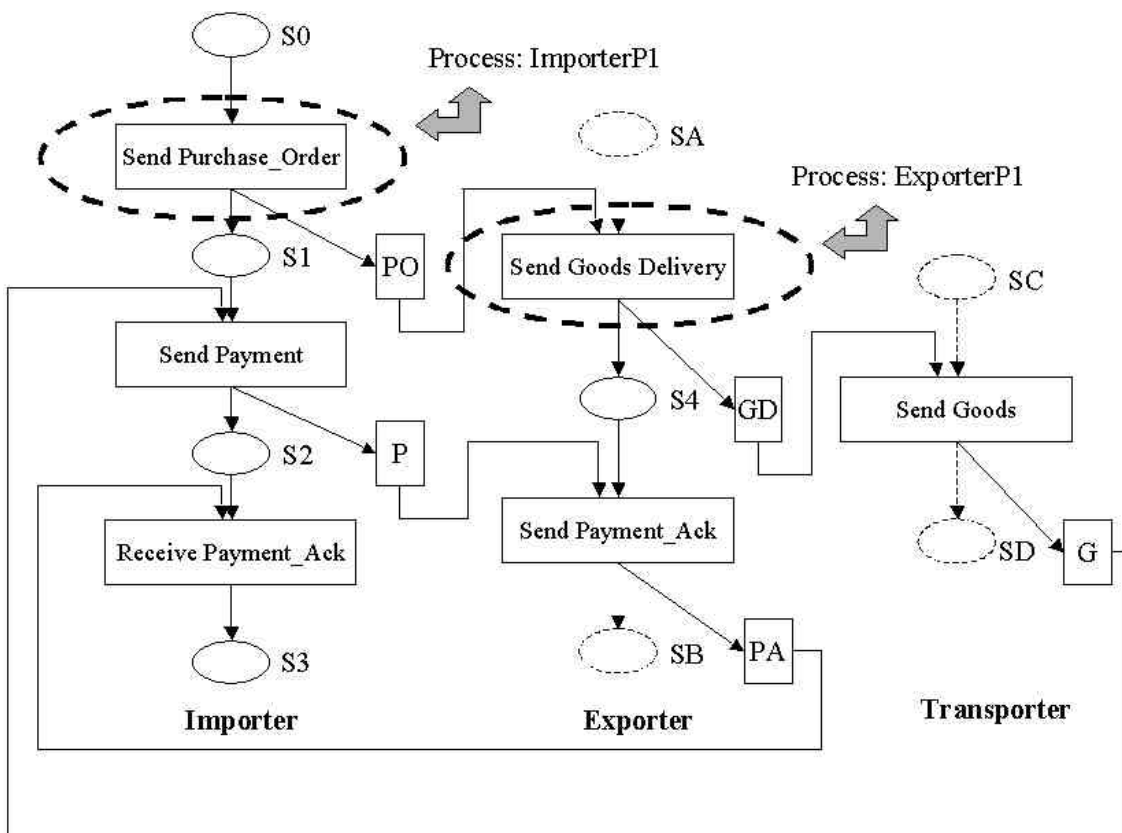 S0
Process: ImporterP1
SA
Send Purchase_Order
Process: ExporterP1
S1
PO
Send Goods Delivery
SC
Send Payment
S4
GD
Send Goods
S2
P
Send Payment_Ack
Receive Payment_Ack
SD
G
S3
SB
PA
Importer
Exporter
Transporter